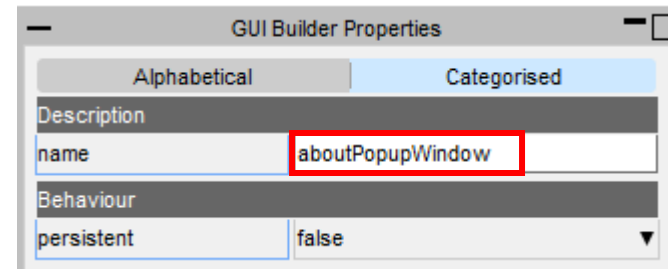 GUI Builder Properties
Alphabetical Categorised
Description
name aboutPopupWindow
Behaviour
persistent false